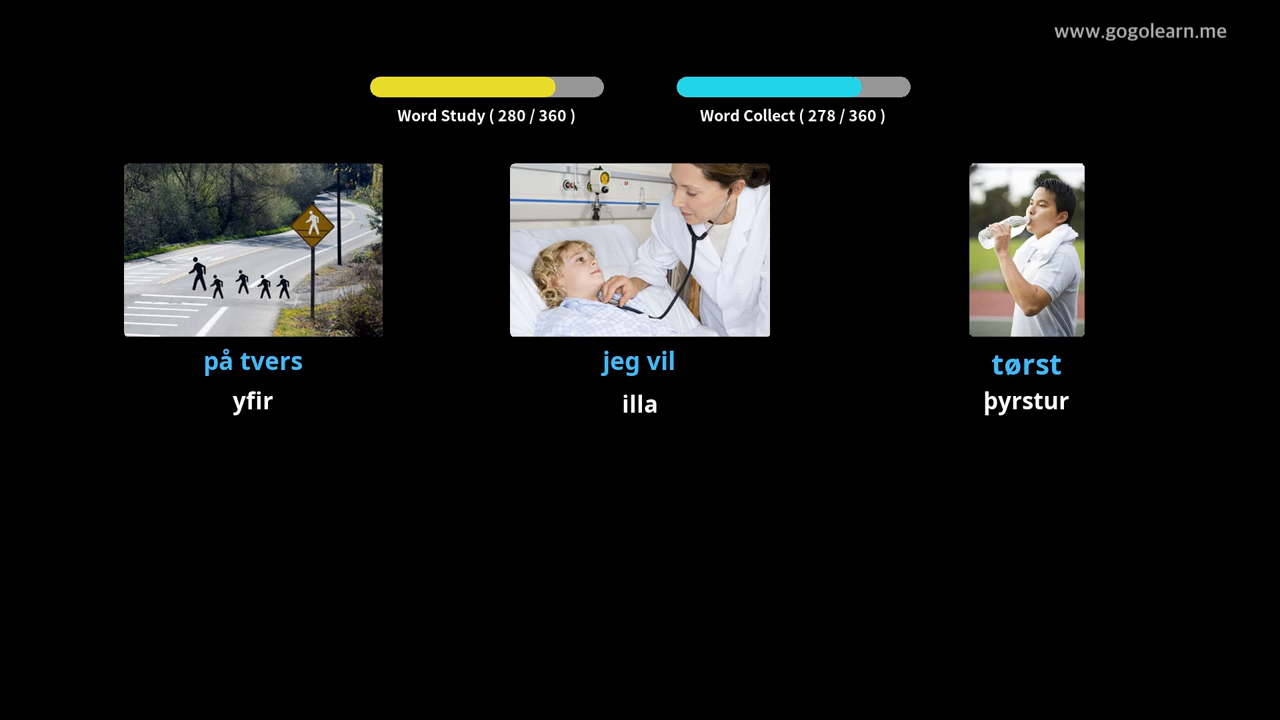 www.gogolearn.me
Word Study ( 280 / 360 )
Word Collect ( 278 / 360 )
på tvers
jeg vil
tørst
yfir
illa
þyrstur